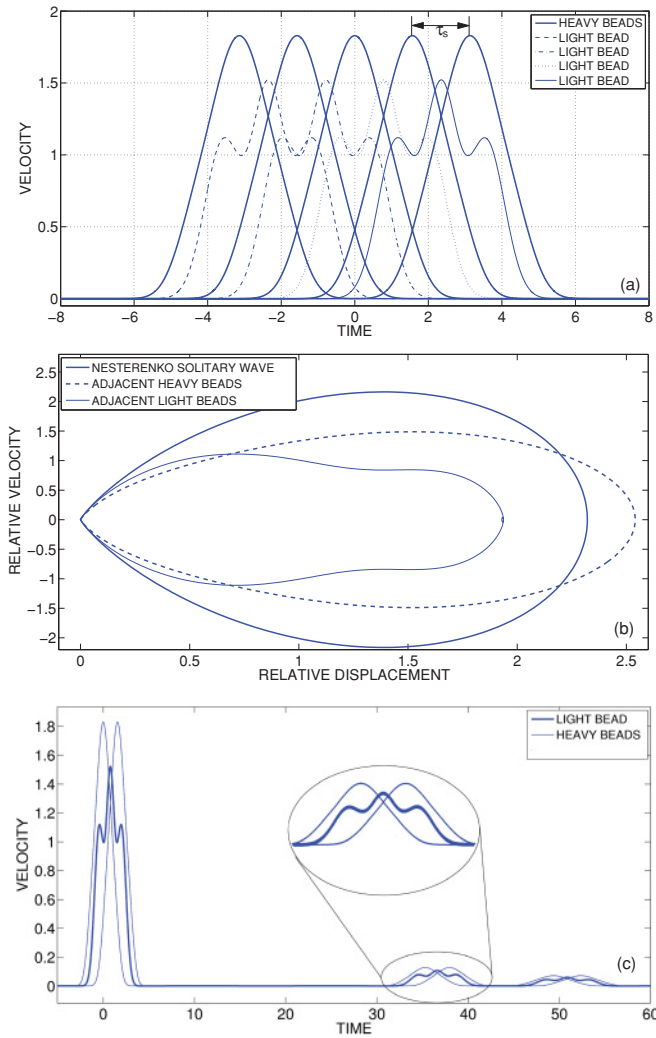 2
1.5
1
0.5
0
VELOCITY
τs
HEAVY BEADS
LIGHT BEAD
LIGHT BEAD
LIGHT BEAD
LIGHT BEAD
(a)
−8 −6 −4 −2 0 2 4 6 8
TIME
2.5
2
1.5
1
0.5
0
−0.5
−1
−1.5
−2
RELATIVE VELOCITY
NESTERENKO SOLITARY WAVE
ADJACENT HEAVY BEADS
ADJACENT LIGHT BEADS
(b)
0 0.5 1 1.5 2 2.5
RELATIVE DISPLACEMENT
1.8
1.6
1.4
1.2
1
0.8
0.6
0.4
0.2
0
VELOCITY
LIGHT BEAD
HEAVY BEADS
(c)
0 10 20 30 40 50 60
TIME